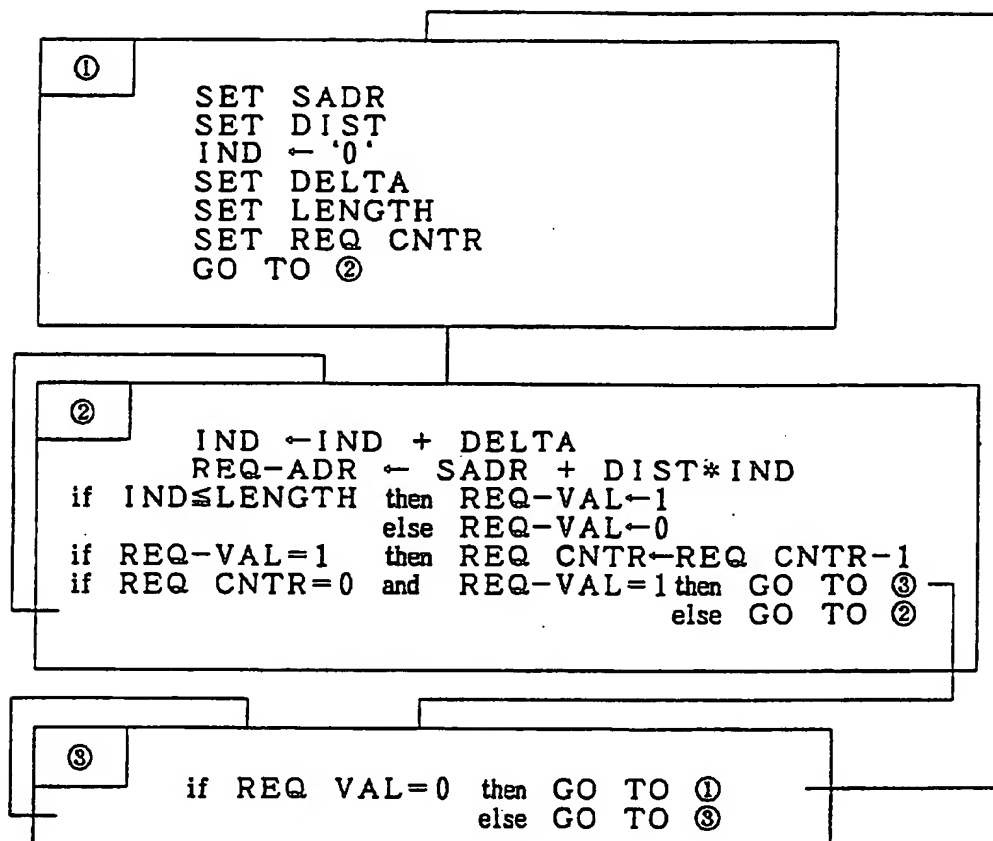 ①
SET SADR
SET DIST
IND ← '0'
SET DELTA
SET LENGTH
SET REQ CNTR
GO TO ②
②
IND ←IND + DELTA
REQ-ADR ← SADR + DIST*IND
if IND≦LENGTH then REQ-VAL←1
else REQ-VAL←0
if REQ-VAL=1 then REQ CNTR←REQ CNTR-1
if REQ CNTR=0 and REQ-VAL=1 then GO TO ③
else GO TO ②
③
if REQ VAL=0 then GO TO ①
else GO TO ③